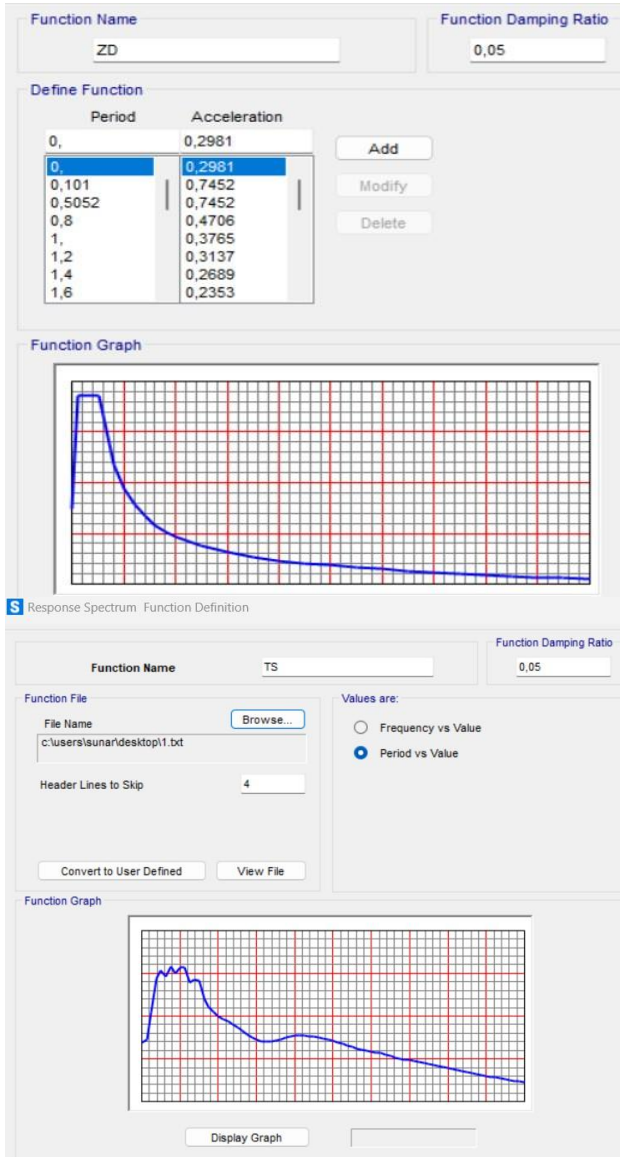 Function Name
Function Damping Ratio
ZD
0,05
Define Function
Period Acceleration
0, 0,2981
Add
0, 0,2981
0,101 0,7452
Modify
0,5052 0,7452
0,8 0,4706
Delete
1, 0,3765
1,2 0,3137
1,4 0,2689
1,6 0,2353
Function Graph
S Response Spectrum Function Definition
Function Damping Ratio
Function Name TS 0,05
Function File
Values are:
File Name Browse...
Frequency vs Value
c:\users\sunar\desktop\1.txt
Period vs Value
Header Lines to Skip 4
Convert to User Defined View File
Function Graph
Display Graph